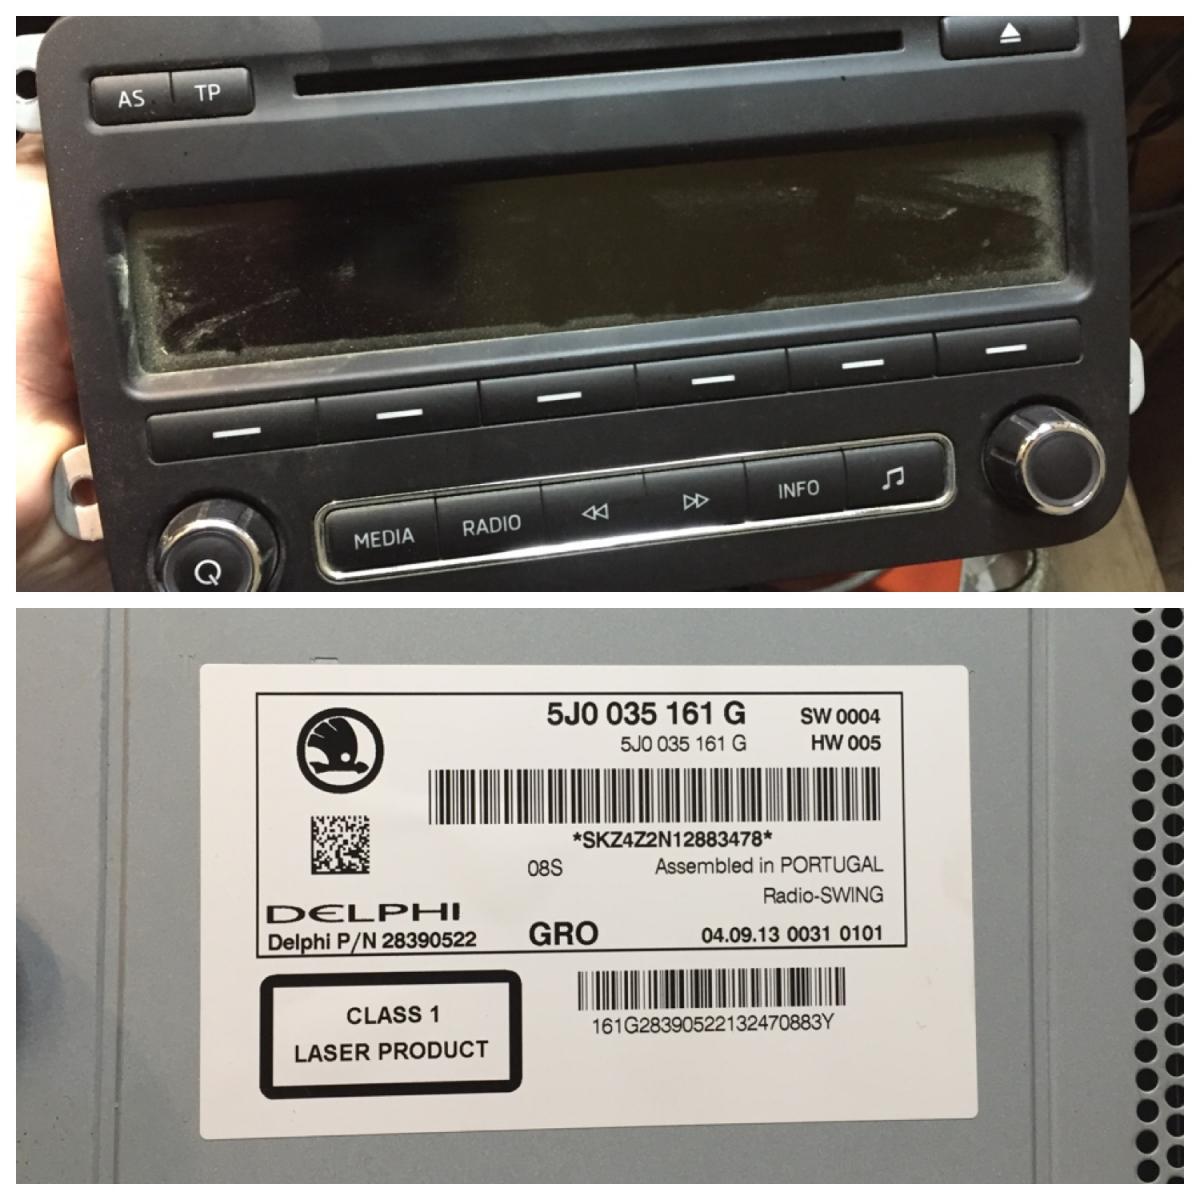 AS TP
MEDIA RADIO INFO
Q
5J0 035 161 G SW 0004
5J0 035 161 G HW 005
*SKZ4Z2N12883478*
08S Assembled in PORTUGAL
Radio-SWING
DELPHI
Delphi P/N 28390522 GRO 04.09.13 0031 0101
CLASS 1
LASER PRODUCT
161G28390522132470883Y